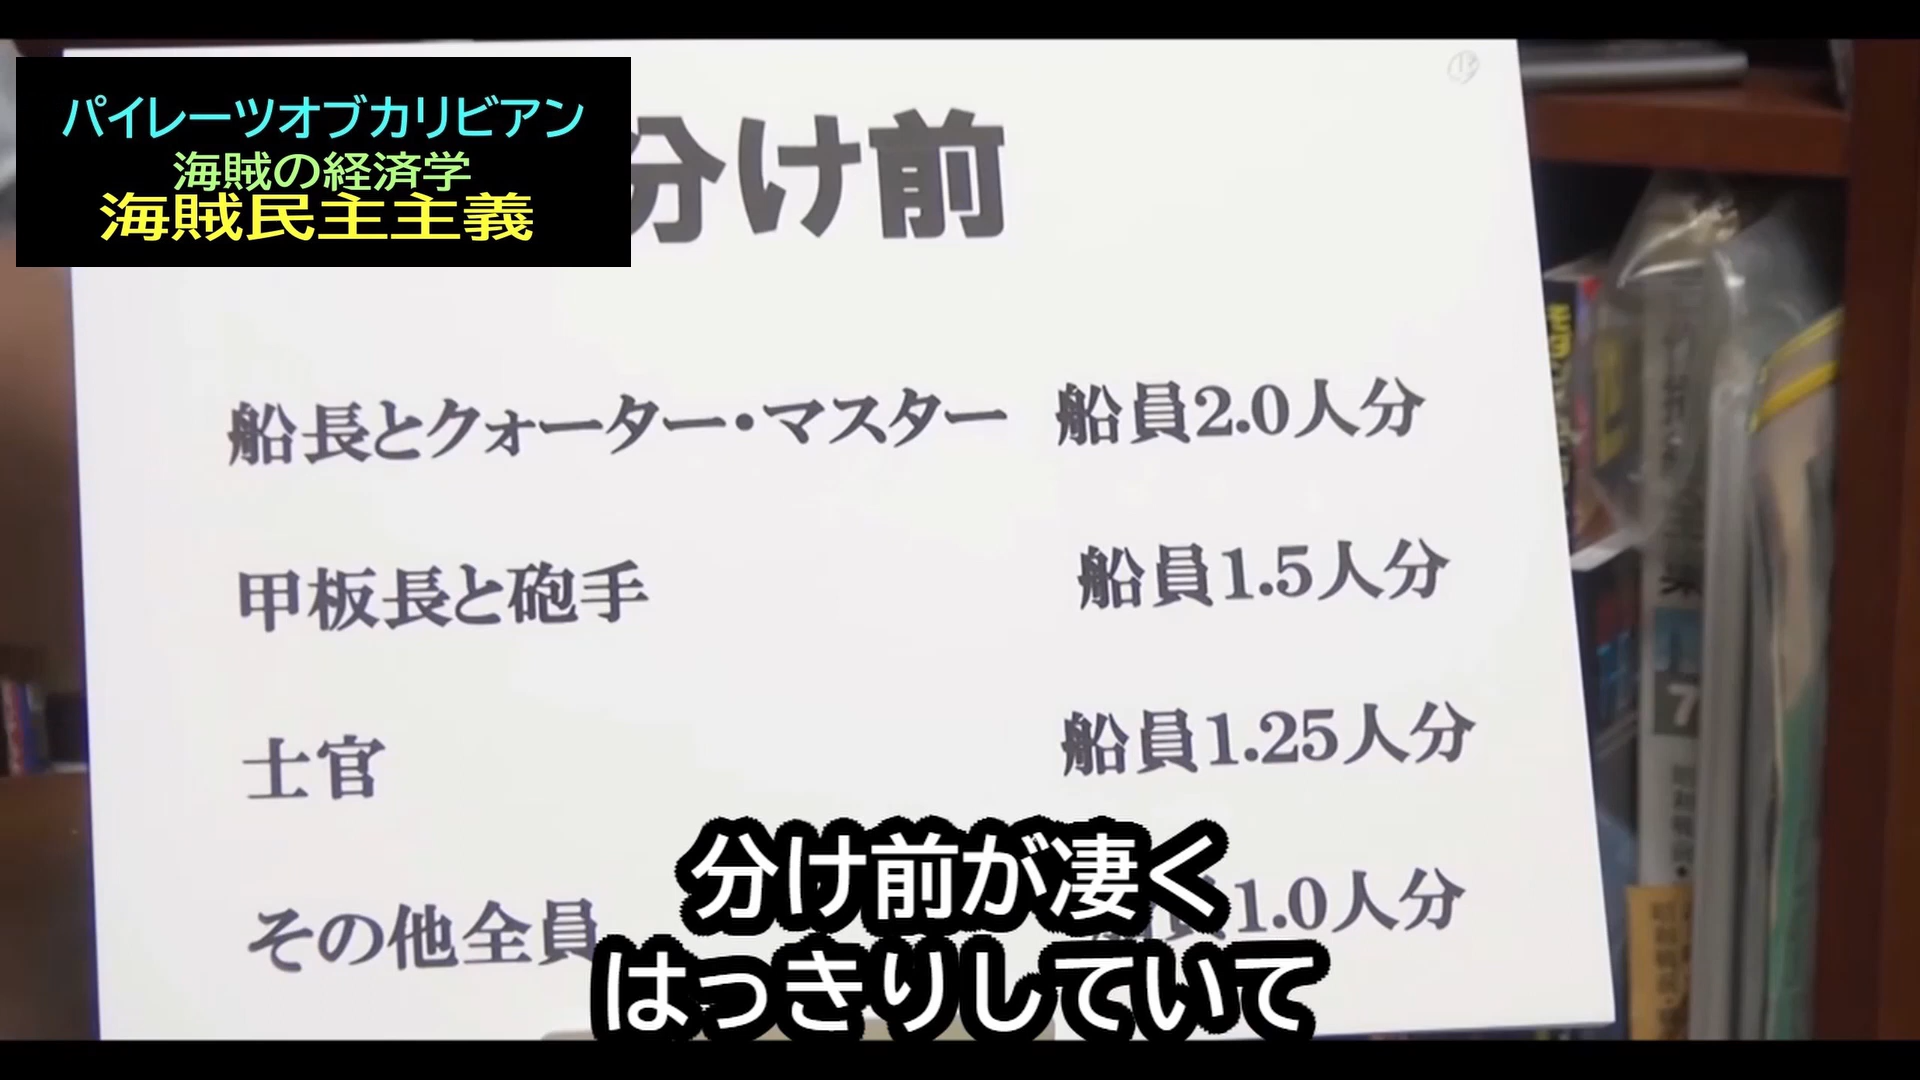 パイレーツオブカリビアン
海賊の経済学
海賊民主主義
分け前
船長とクォーター・マスター 船員2.0人分
甲板長と砲手 船員1.5人分
士官 船員1.25人分
その他全員 船員1.0人分
分け前が凄く
はっきりしていて
7